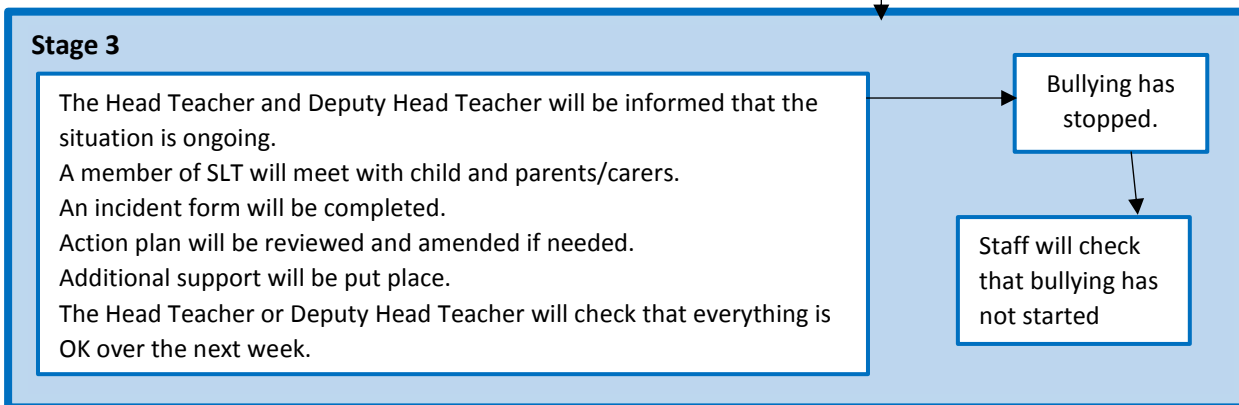 Stage 3
The Head Teacher and Deputy Head Teacher will be informed that the
situation is ongoing.
A member of SLT will meet with child and parents/carers.
An incident form will be completed.
Action plan will be reviewed and amended if needed.
Additional support will be put place.
The Head Teacher or Deputy Head Teacher will check that everything is
OK over the next week.
Bullying has
stopped.
Staff will check
that bullying has
not started